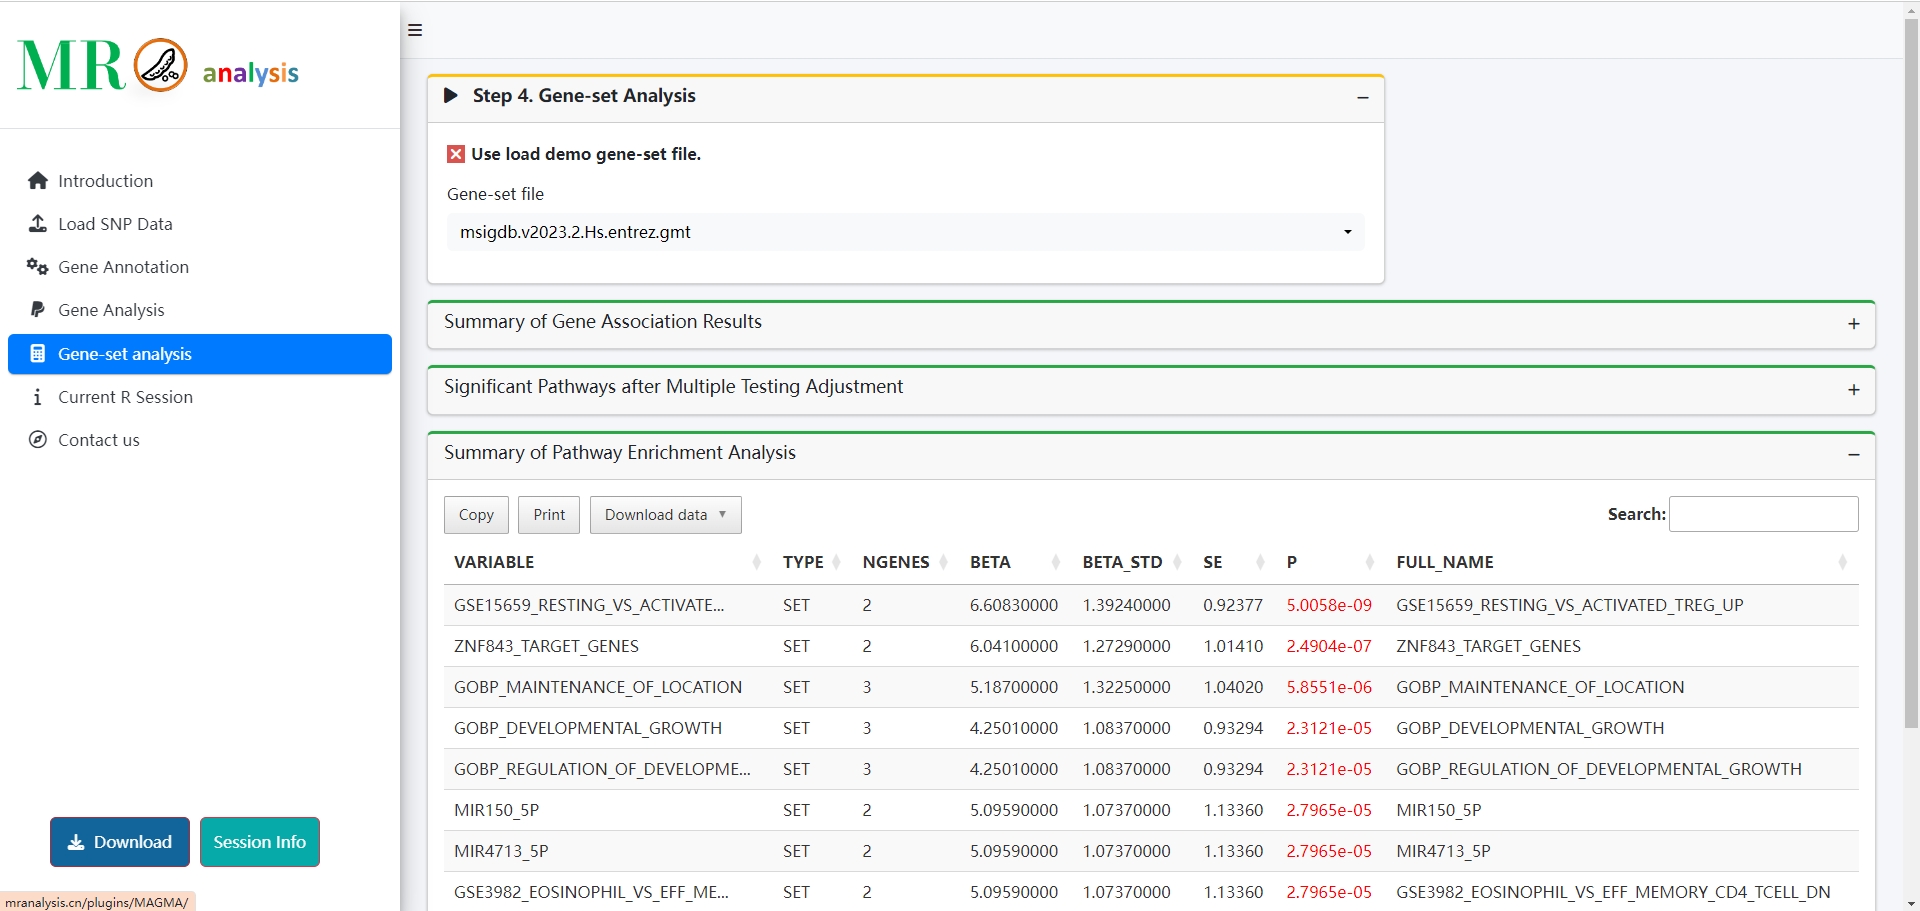 MR analysis
Introduction
Load SNP Data
Gene Annotation
Gene Analysis
Gene-set analysis
Current R Session
Contact us
Download
Session Info
mranalysis.cn/plugins/MAGMA/
Step 4. Gene-set Analysis
Use load demo gene-set file.
Gene-set file
msigdb.v2023.2.Hs.entrez.gmt
Summary of Gene Association Results
Significant Pathways after Multiple Testing Adjustment
Summary of Pathway Enrichment Analysis
Copy Print Download data Search:
VARIABLE TYPE NGENES BETA BETA_STD SE P FULL_NAME
GSE15659_RESTING_VS_ACTIVATE... SET 2 6.60830000 1.39240000 0.92377 5.0058e-09 GSE15659_RESTING_VS_ACTIVATED_TREG_UP
ZNF843_TARGET_GENES SET 2 6.04100000 1.27290000 1.01410 2.4904e-07 ZNF843_TARGET_GENES
GOBP_MAINTENANCE_OF_LOCATION SET 3 5.18700000 1.32250000 1.04020 5.8551e-06 GOBP_MAINTENANCE_OF_LOCATION
GOBP_DEVELOPMENTAL_GROWTH SET 3 4.25010000 1.08370000 0.93294 2.3121e-05 GOBP_DEVELOPMENTAL_GROWTH
GOBP_REGULATION_OF_DEVELOPME... SET 3 4.25010000 1.08370000 0.93294 2.3121e-05 GOBP_REGULATION_OF_DEVELOPMENTAL_GROWTH
MIR150_5P SET 2 5.09590000 1.07370000 1.13360 2.7965e-05 MIR150_5P
MIR4713_5P SET 2 5.09590000 1.07370000 1.13360 2.7965e-05 MIR4713_5P
GSE3982_EOSINOPHIL_VS_EFF_ME... SET 2 5.09590000 1.07370000 1.13360 2.7965e-05 GSE3982_EOSINOPHIL_VS_EFF_MEMORY_CD4_TCELL_DN